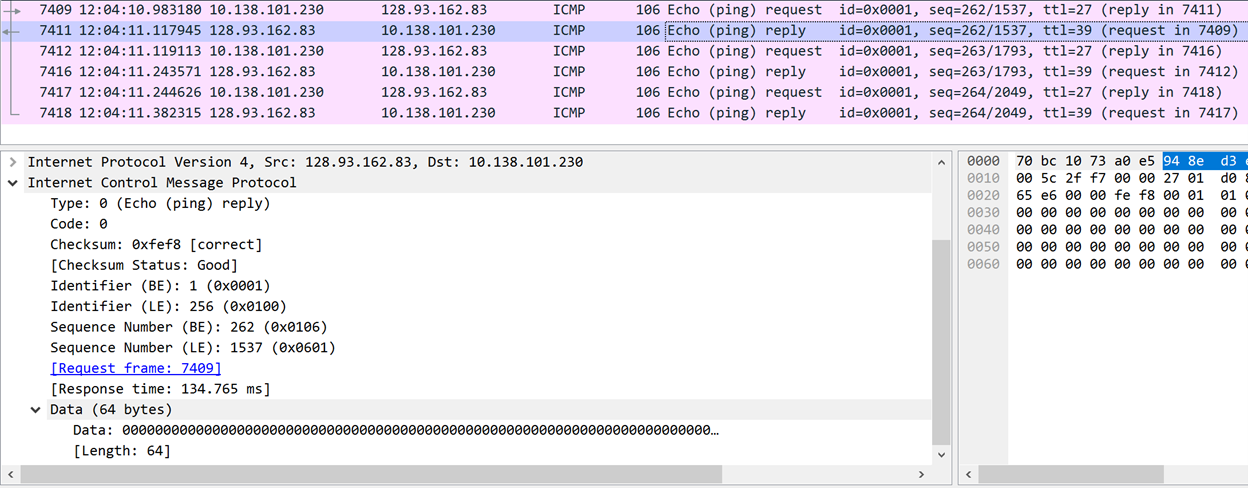 7409 12:04:10.983180 10.138.101.230 128.93.162.83 ICMP 106 Echo (ping) request id=0x0001, seq=262/1537, ttl=27 (reply in 7411)
7411 12:04:11.117945 128.93.162.83 10.138.101.230 ICMP 106 Echo (ping) reply id=0x0001, seq=262/1537, ttl=39 (request in 7409)
7412 12:04:11.119113 10.138.101.230 128.93.162.83 ICMP 106 Echo (ping) request id=0x0001, seq=263/1793, ttl=27 (reply in 7416)
7416 12:04:11.243571 128.93.162.83 10.138.101.230 ICMP 106 Echo (ping) reply id=0x0001, seq=263/1793, ttl=39 (request in 7412)
7417 12:04:11.244626 10.138.101.230 128.93.162.83 ICMP 106 Echo (ping) request id=0x0001, seq=264/2049, ttl=27 (reply in 7418)
7418 12:04:11.382315 128.93.162.83 10.138.101.230 ICMP 106 Echo (ping) reply id=0x0001, seq=264/2049, ttl=39 (request in 7417)
Internet Protocol Version 4, Src: 128.93.162.83, Dst: 10.138.101.230
Internet Control Message Protocol
Type: 0 (Echo (ping) reply)
Code: 0
Checksum: 0xfef8 [correct]
[Checksum Status: Good]
Identifier (BE): 1 (0x0001)
Identifier (LE): 256 (0x0100)
Sequence Number (BE): 262 (0x0106)
Sequence Number (LE): 1537 (0x0601)
[Request frame: 7409]
[Response time: 134.765 ms]
Data (64 bytes)
Data: 000000000000000000000000000000000000000000000000000000000000000000000000…
[Length: 64]
0000 70 bc 10 73 a0 e5 94 8e d3
0010 00 5c 2f f7 00 00 27 01 d0
0020 65 e6 00 00 fe f8 00 01 01
0030 00 00 00 00 00 00 00 00 00
0040 00 00 00 00 00 00 00 00 00
0050 00 00 00 00 00 00 00 00 00
0060 00 00 00 00 00 00 00 00 00